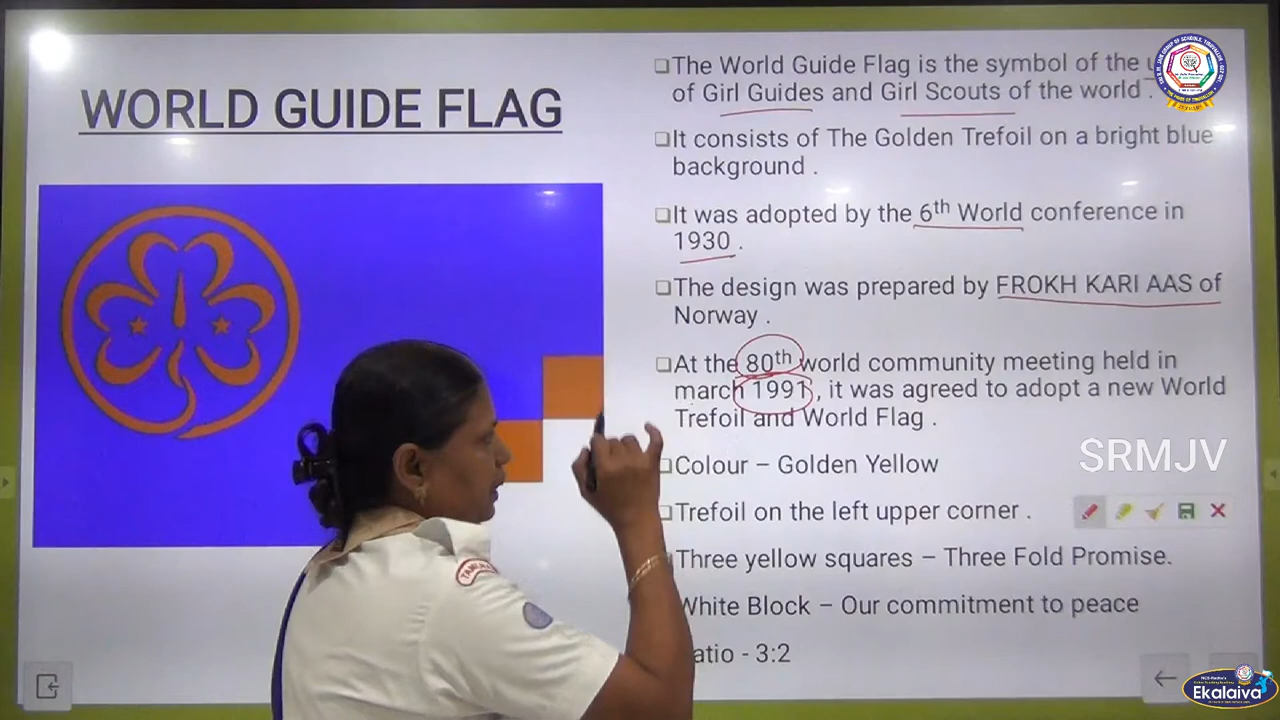 WORLD GUIDE FLAG
The World Guide Flag is the symbol of the
of Girl Guides and Girl Scouts of the world .
It consists of The Golden Trefoil on a bright blue
background .
It was adopted by the 6th World conference in
1930 .
The design was prepared by FROKH KARI AAS of
Norway .
At the 80th world community meeting held in
march 1991 , it was agreed to adopt a new World
Trefoil and World Flag .
Colour – Golden Yellow
SRMJV
Trefoil on the left upper corner .
Three yellow squares – Three Fold Promise.
White Block – Our commitment to peace
atio - 3:2
Ekalaiva